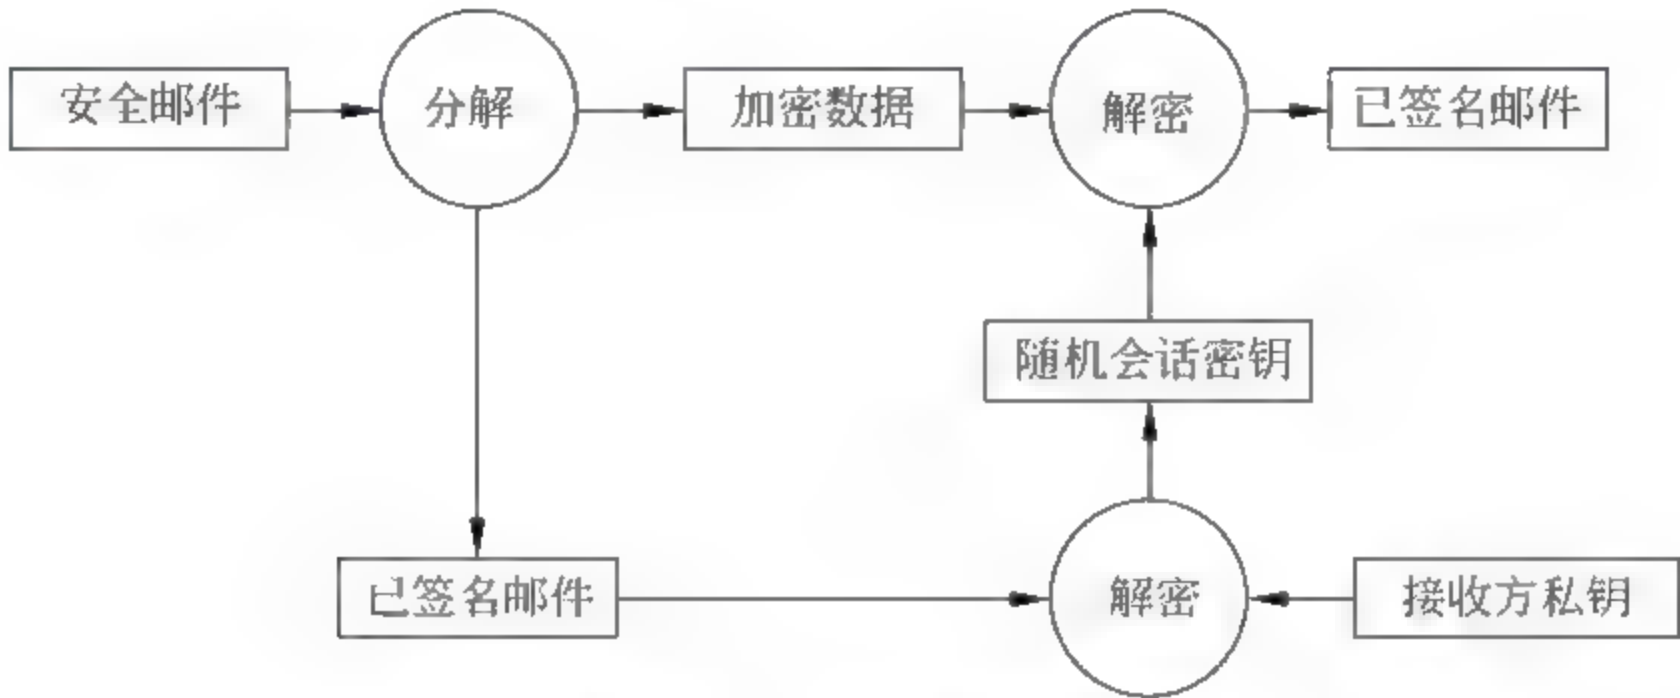 安全邮件
分解
加密数据
解密
已签名邮件
随机会话密钥
已签名邮件
解密
接收方私钥